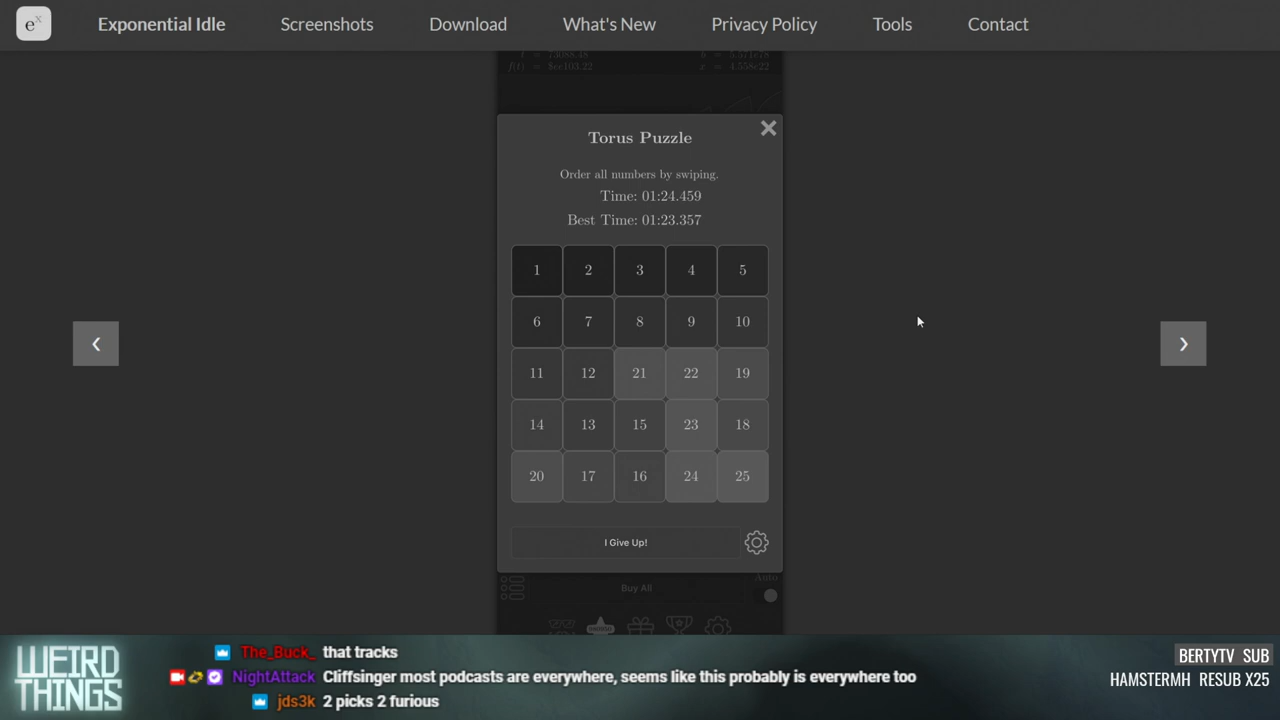 eˣ Exponential Idle Screenshots Download What's New Privacy Policy Tools Contact
Torus Puzzle
Order all numbers by swiping.
Time: 01:24.459
Best Time: 01:23.357
1 2 3 4 5
6 7 8 9 10
11 12 21 22 19
14 13 15 23 18
20 17 16 24 25
I Give Up!
Auto
Buy All
WEIRD THINGS
The_Buck_ that tracks
NightAttack Cliffsinger most podcasts are everywhere, seems like this probably is everywhere too
jds3k 2 picks 2 furious
BERTYTV SUB
HAMSTERMH RESUB X25